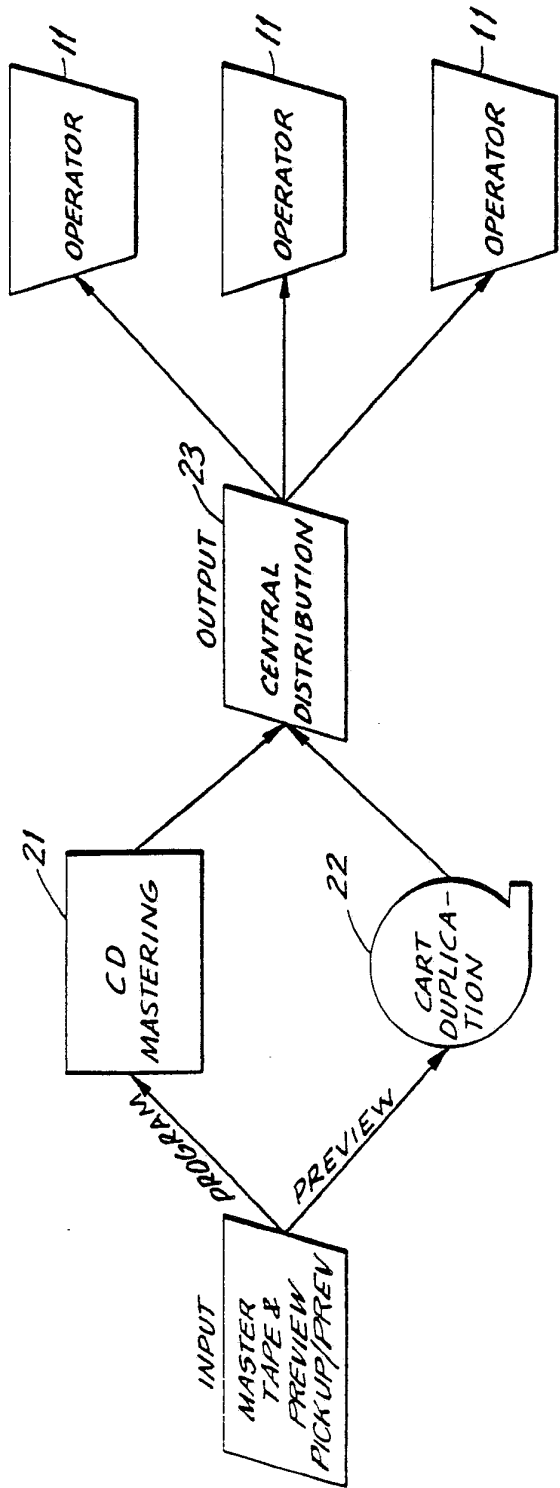 INPUT
MASTER
TAPE &
PREVIEW
PICKUP/PREV
PROGRAM
PREVIEW
21
CD
MASTERING
22
CART
DUPLICA-
TION
OUTPUT
23
CENTRAL
DISTRIBUTION
OPERATOR
11
OPERATOR
11
OPERATOR
11